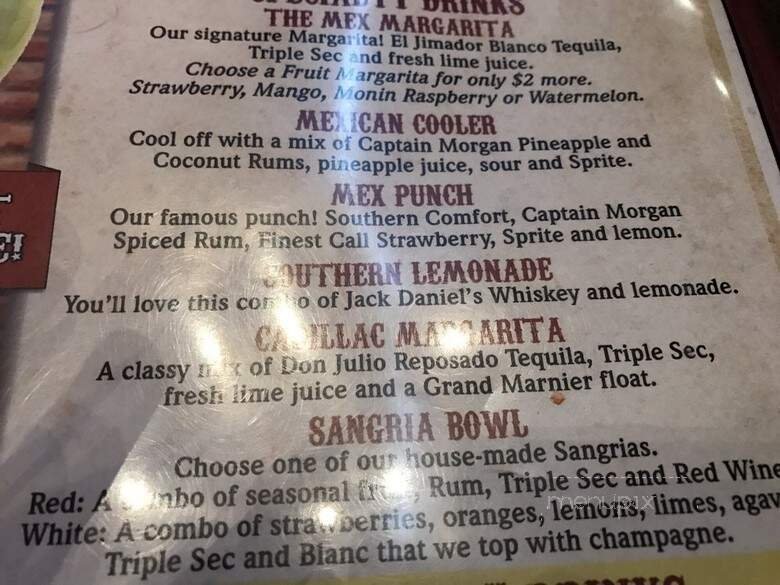 SPECIALTY DRINKS
THE MEX MARGARITA
Our signature Margarita! El Jimador Blanco Tequila,
Triple Sec and fresh lime juice.
Choose a Fruit Margarita for only $2 more.
Strawberry, Mango, Monin Raspberry or Watermelon.
MEXICAN COOLER
Cool off with a mix of Captain Morgan Pineapple and
Coconut Rums, pineapple juice, sour and Sprite.
MEX PUNCH
Our famous punch! Southern Comfort, Captain Morgan
Spiced Rum, Finest Call Strawberry, Sprite and lemon.
SOUTHERN LEMONADE
You'll love this combo of Jack Daniel's Whiskey and lemonade.
CADILLAC MARGARITA
A classy mix of Don Julio Reposado Tequila, Triple Sec,
fresh lime juice and a Grand Marnier float.
SANGRIA BOWL
Choose one of our house-made Sangrias.
Red: A combo of seasonal fruit, Rum, Triple Sec and Red Wine
White: A combo of strawberries, oranges, lemons, limes, agav
Triple Sec and Blanc that we top with champagne.
menupix